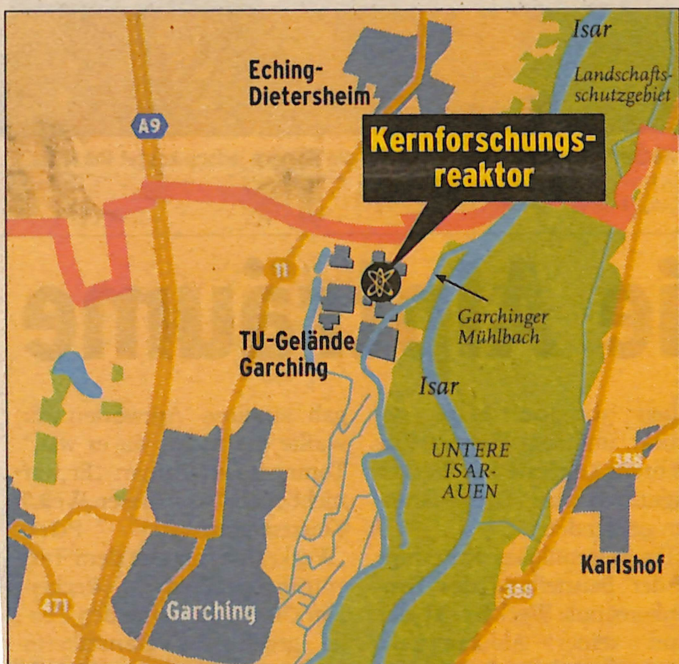 Isar
Eching-
Dietersheim
Landschafts-
schutzgebiet
A9
Kernforschungs-
reaktor
11
Garchinger
Mühlbach
TU-Gelände
Garching
Isar
UNTERE
ISAR-
AUEN
388
Karlshof
388
471
Garching